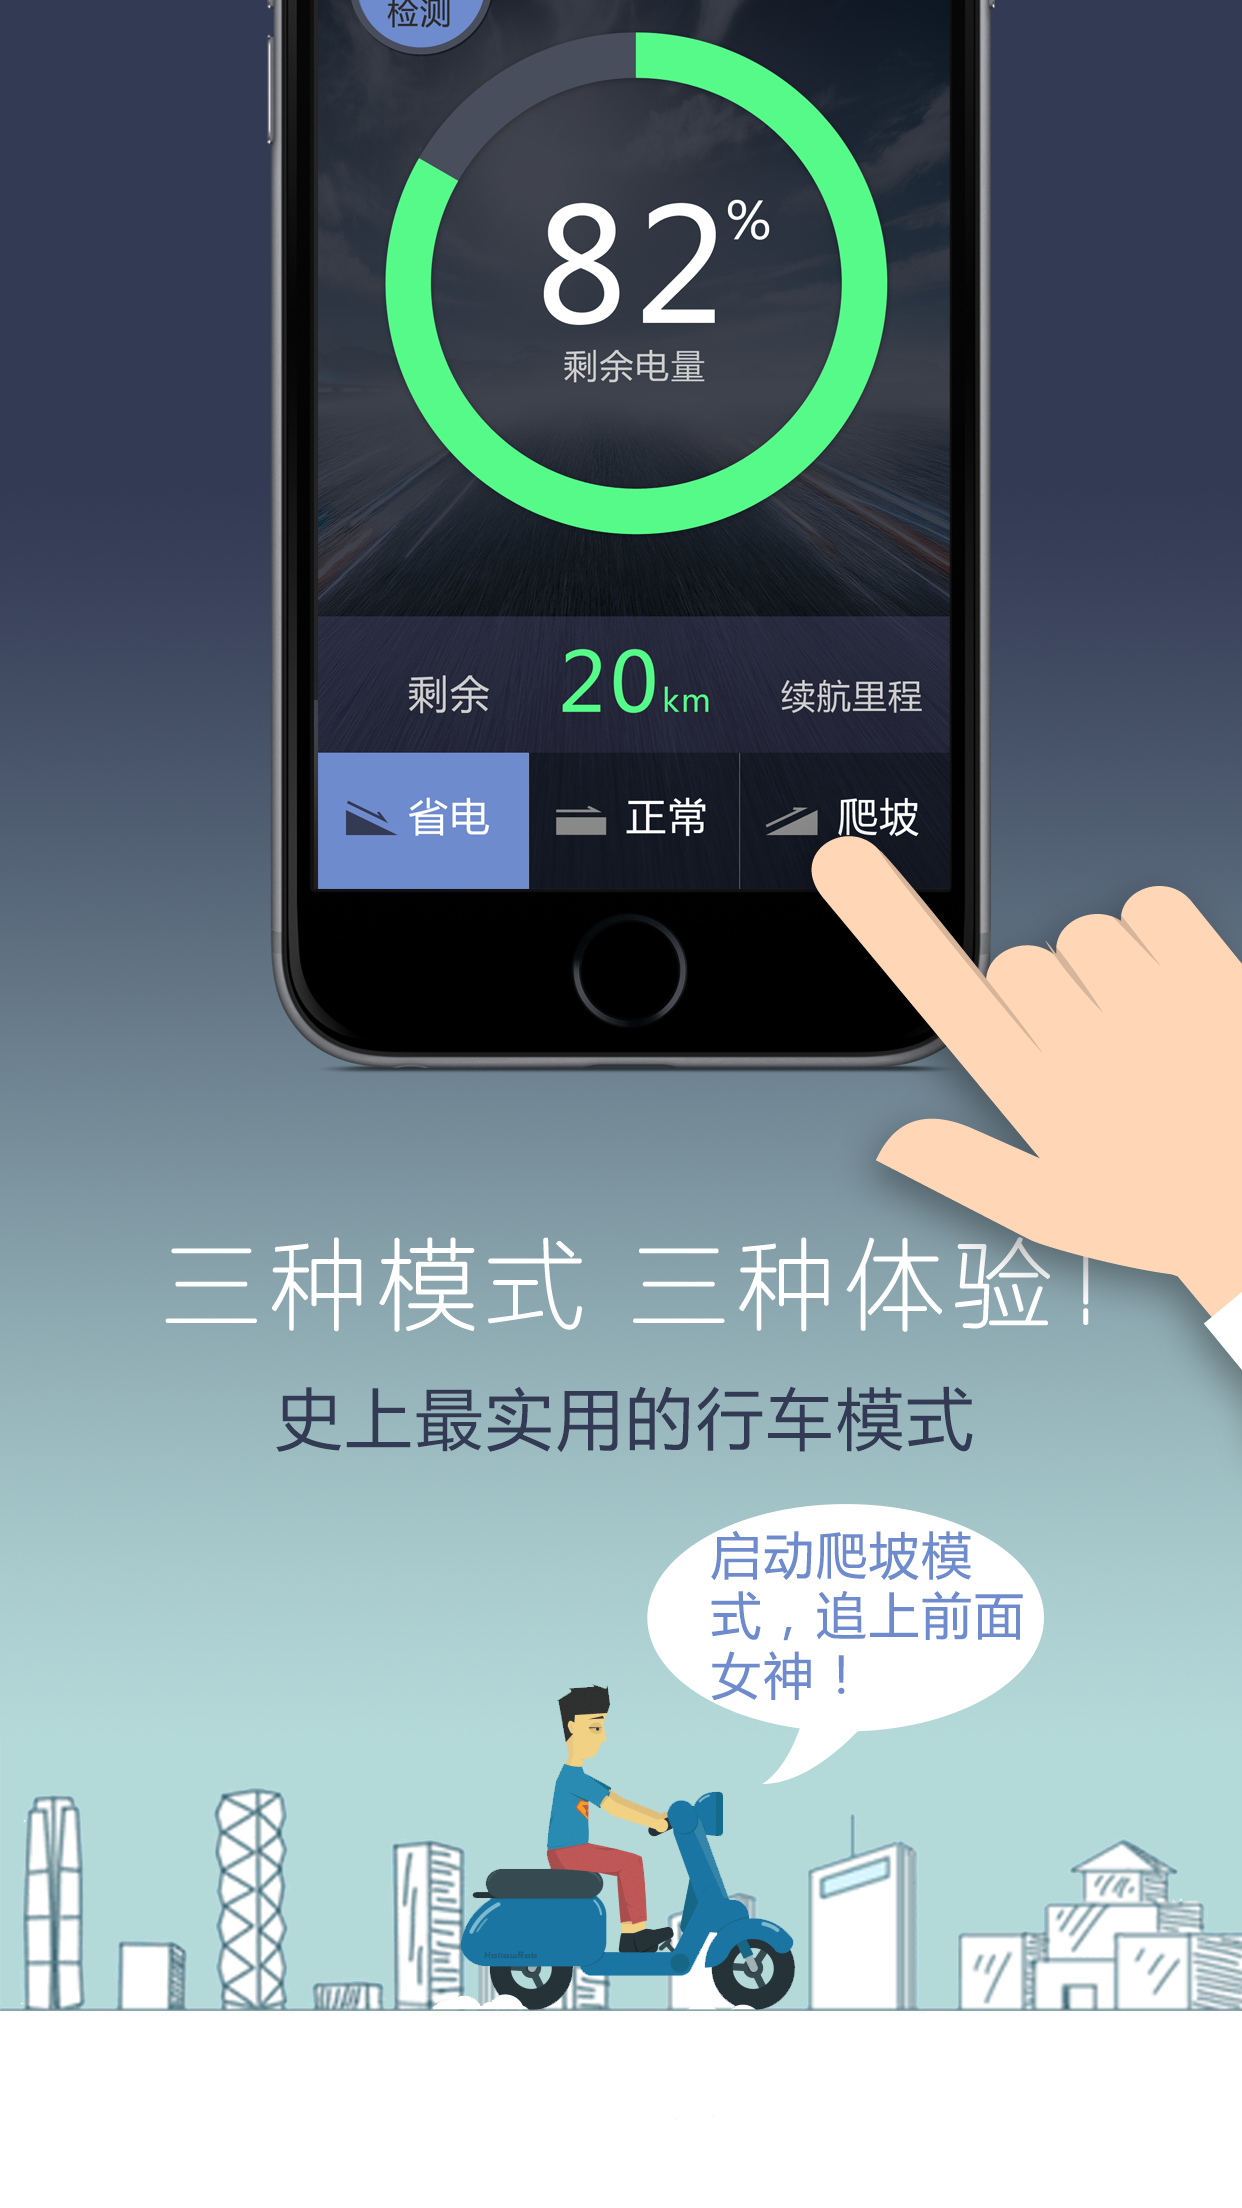 检测
82%
剩余电量
剩余 20km 续航里程
省电 正常 爬坡
三种模式 三种体验!
史上最实用的行车模式
启动爬坡模
式，追上前面
女神！
HollowRab